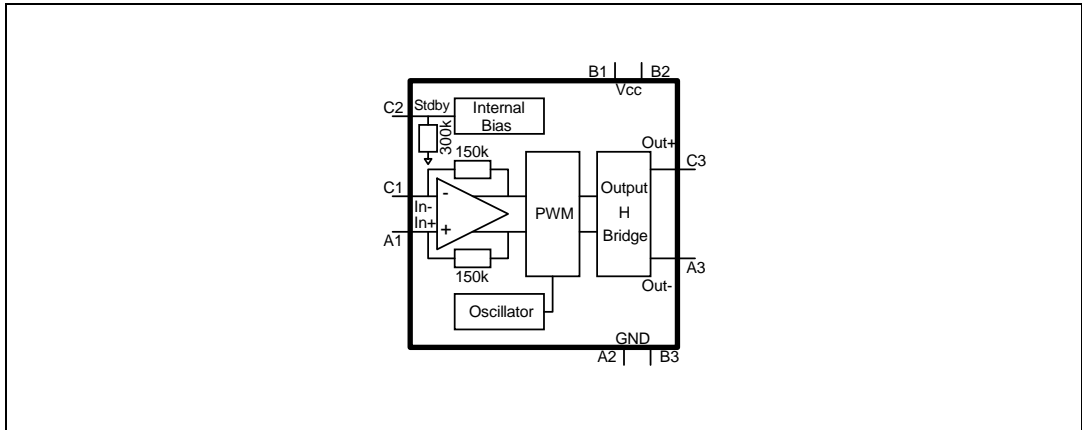 B1 B2
Vcc
C2 Stdby Internal
Bias
300k
150k
Out+
C3
C1
In-
-
In+
+
A1
PWM
Output
H
Bridge
150k
A3
Out-
Oscillator
GND
A2 B3